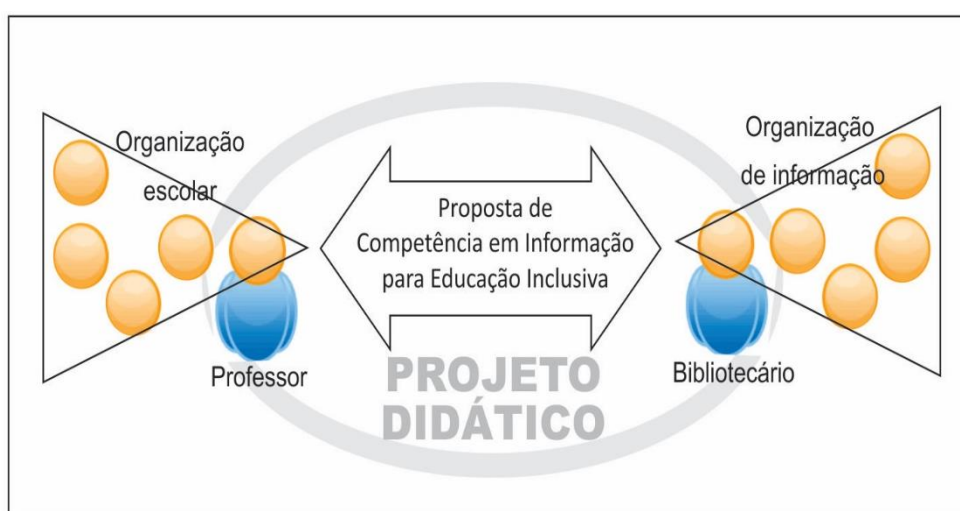 Organização
escolar
Organização
de informação
Proposta de
Competência em Informação
para Educação Inclusiva
Professor
Bibliotecário
PROJETO
DIDÁTICO